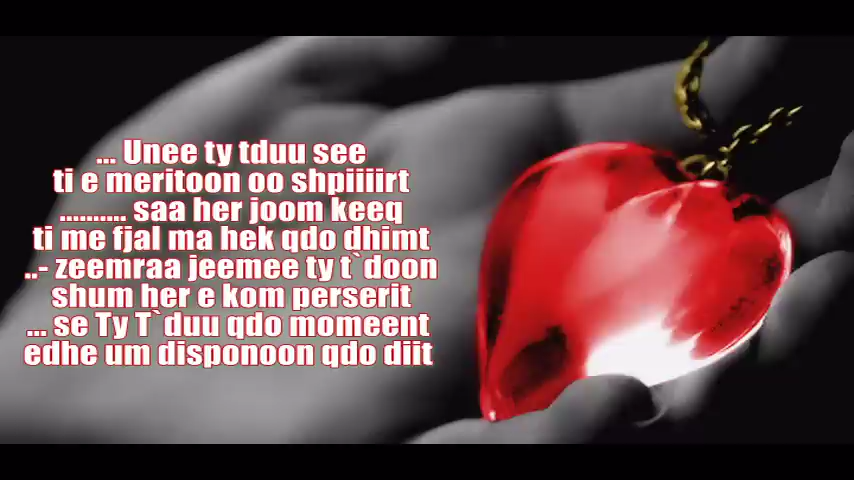 ... Unee ty tduu see
ti e meritoon oo shpiiiirt
.......... saa her joom keeq
ti me fjal ma hek qdo dhimt
..- zeemraa jeemee ty t`doon
shum her e kom perserit
... se Ty T`duu qdo momeent
edhe um disponoon qdo diit